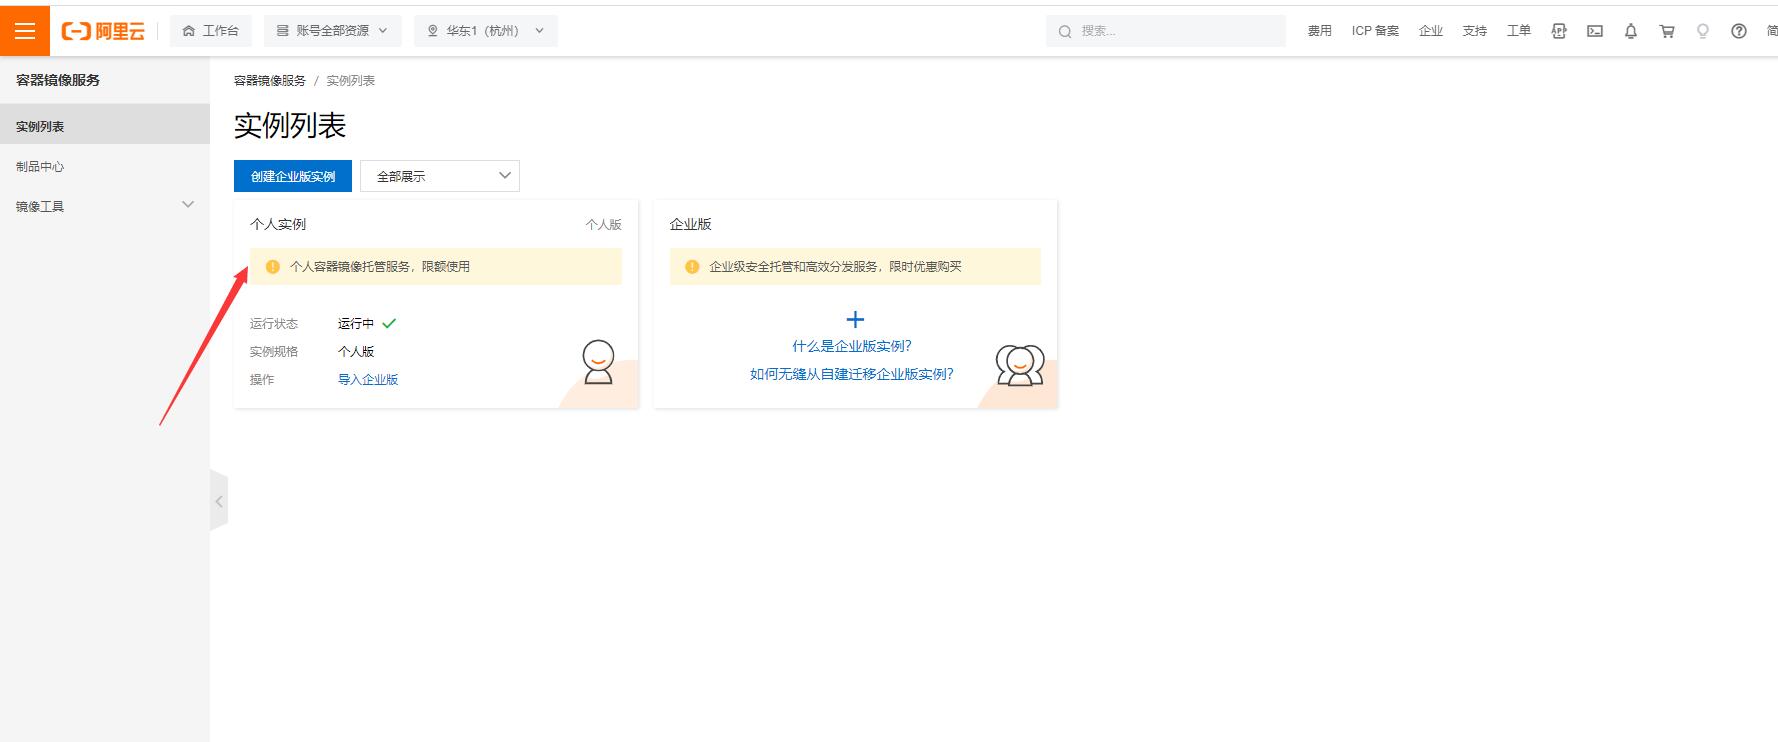 阿里云
工作台
账号全部资源
华东1（杭州）
搜索...
费用
ICP 备案
企业
支持
工单
简
容器镜像服务
实例列表
制品中心
镜像工具
容器镜像服务 / 实例列表
实例列表
创建企业版实例
全部展示
个人实例
个人版
个人容器镜像托管服务，限额使用
运行状态 运行中
实例规格 个人版
操作 导入企业版
企业版
企业级安全托管和高效分发服务，限时优惠购买
什么是企业版实例？
如何无缝从自建迁移企业版实例？